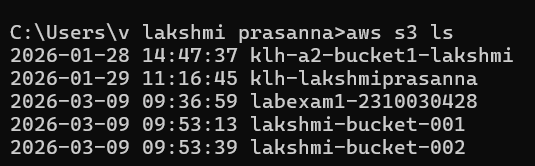 C:\Users\v lakshmi prasanna>aws s3 ls
2026-01-28 14:47:37 klh-a2-bucket1-lakshmi
2026-01-29 11:16:45 klh-lakshmiprasanna
2026-03-09 09:36:59 labexam1-2310030428
2026-03-09 09:53:13 lakshmi-bucket-001
2026-03-09 09:53:39 lakshmi-bucket-002